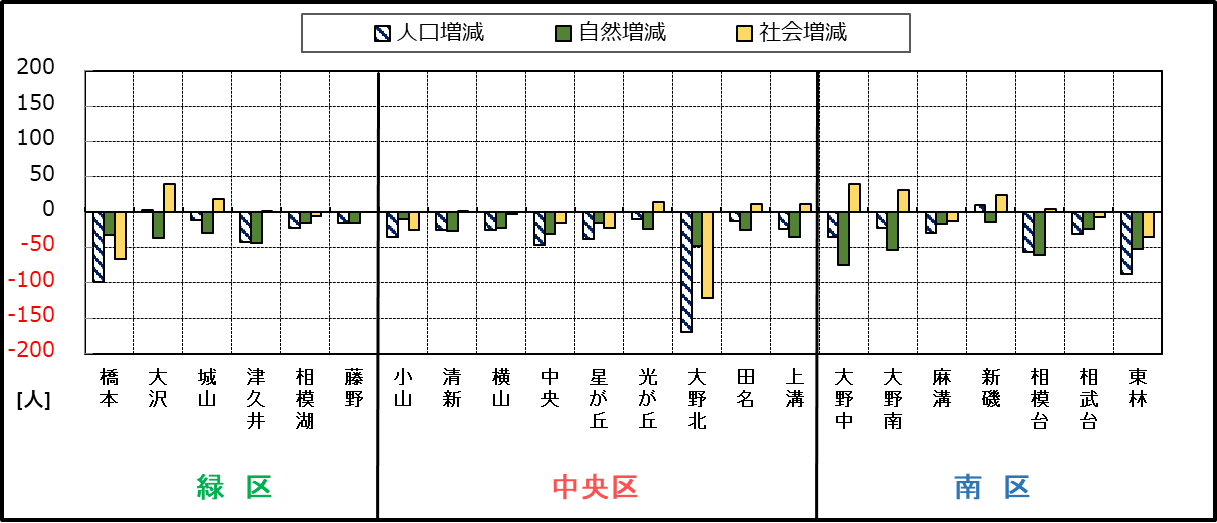 人口増減 自然増減 社会増減
200
150
100
50
0
-50
-100
-150
-200
[人]
橋本 大沢 城山 津久井 相模湖 藤野 小山 清新 横山 中央 星が丘 光が丘 大野北 田名 上溝 大野中 大野南 麻溝 新磯 相模台 相武台 東林
緑 区 中央区 南 区